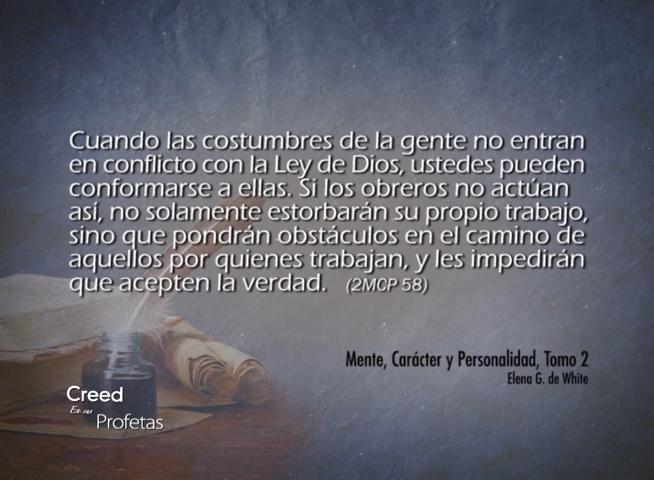 Cuando las costumbres de la gente no entran
en conflicto con la Ley de Dios, ustedes pueden
conformarse a ellas. Si los obreros no actúan
así, no solamente estorbarán su propio trabajo,
sino que pondrán obstáculos en el camino de
aquellos por quienes trabajan, y les impedirán
que acepten la verdad. (2MCP 58)
Mente, Carácter y Personalidad, Tomo 2
Elena G. de White
Creed
En sus
Profetas